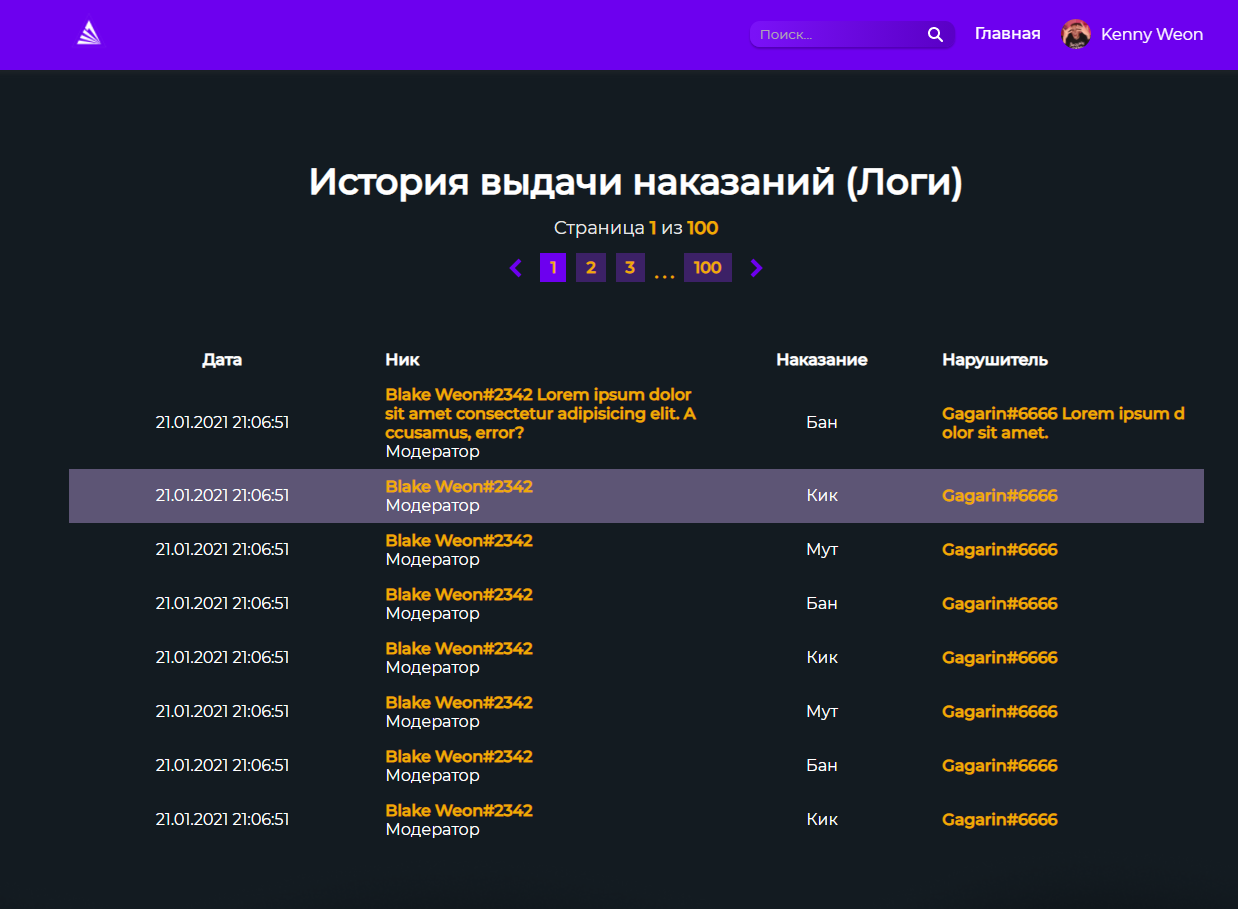 Поиск... Главная Kenny Weon
История выдачи наказаний (Логи)
Страница 1 из 100
1 2 3 ... 100
Дата Ник Наказание Нарушитель
Blake Weon#2342 Lorem ipsum dolor
sit amet consectetur adipisicing elit. A
ccusamus, error?
Модератор
21.01.2021 21:06:51 Бан
Gagarin#6666 Lorem ipsum d
olor sit amet.
Blake Weon#2342
Модератор
21.01.2021 21:06:51 Кик Gagarin#6666
Blake Weon#2342
Модератор
21.01.2021 21:06:51 Мут Gagarin#6666
Blake Weon#2342
Модератор
21.01.2021 21:06:51 Бан Gagarin#6666
Blake Weon#2342
Модератор
21.01.2021 21:06:51 Кик Gagarin#6666
Blake Weon#2342
Модератор
21.01.2021 21:06:51 Мут Gagarin#6666
Blake Weon#2342
Модератор
21.01.2021 21:06:51 Бан Gagarin#6666
Blake Weon#2342
Модератор
21.01.2021 21:06:51 Кик Gagarin#6666